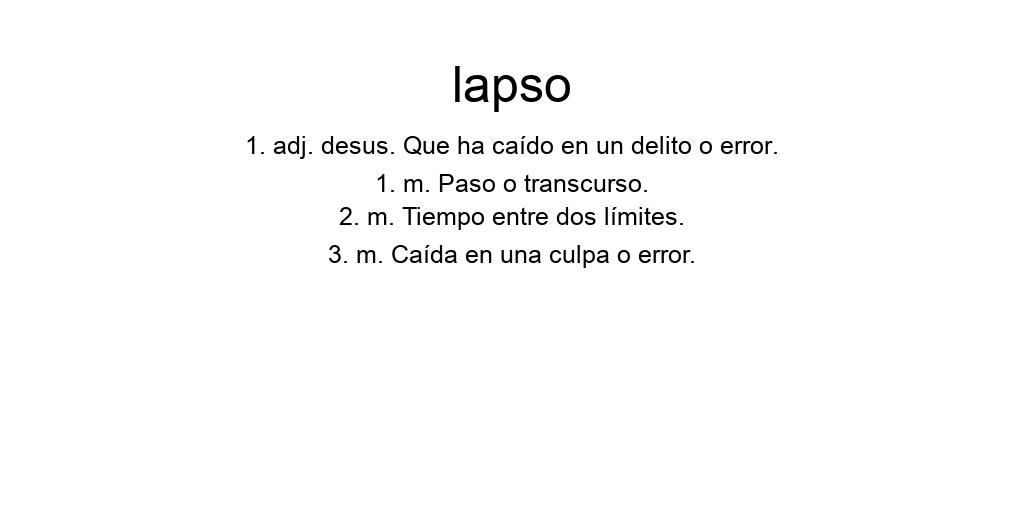 lapso
1. adj. desus. Que ha caído en un delito o error.
1. m. Paso o transcurso.
2. m. Tiempo entre dos límites.
3. m. Caída en una culpa o error.